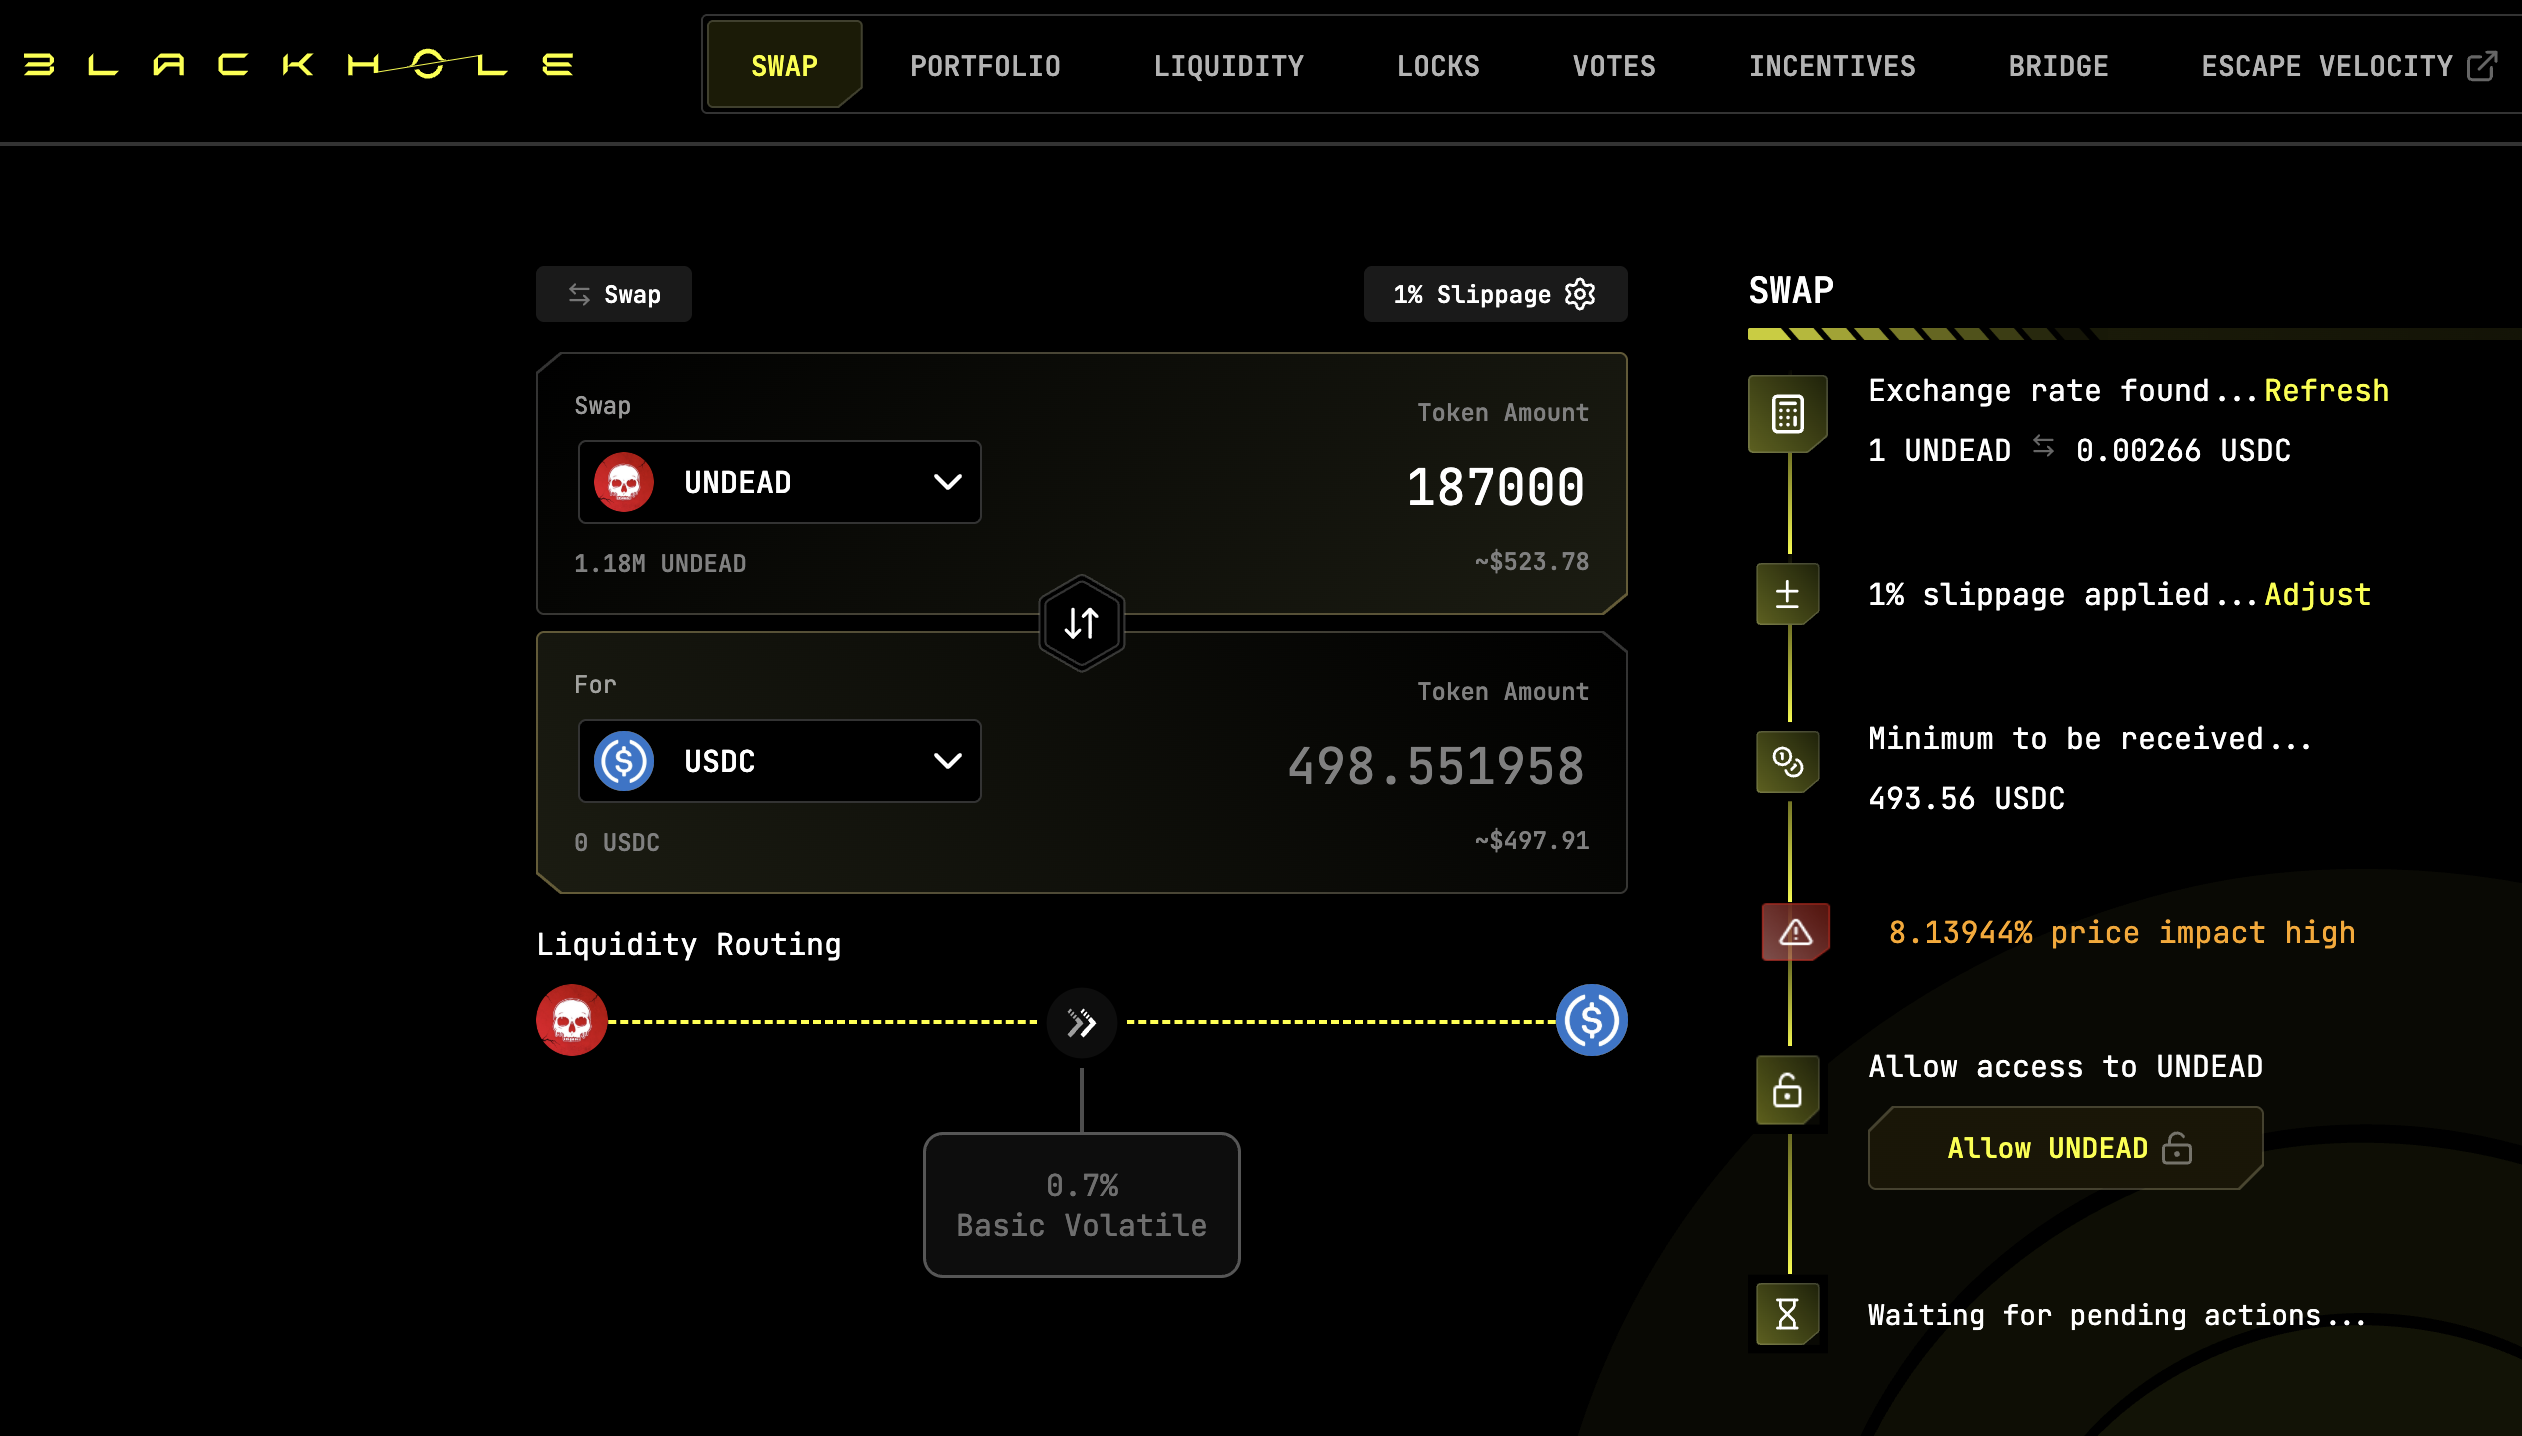 BLACKHOLE
SWAP
PORTFOLIO
LIQUIDITY
LOCKS
VOTES
INCENTIVES
BRIDGE
ESCAPE VELOCITY
Swap
1% Slippage
Swap
Token Amount
UNDEAD
187000
1.18M UNDEAD
~$523.78
For
Token Amount
USDC
498.551958
0 USDC
~$497.91
Liquidity Routing
0.7%
Basic Volatile
SWAP
Exchange rate found...Refresh
1 UNDEAD ⇆ 0.00266 USDC
1% slippage applied...Adjust
Minimum to be received...
493.56 USDC
8.13944% price impact high
Allow access to UNDEAD
Allow UNDEAD
Waiting for pending actions...